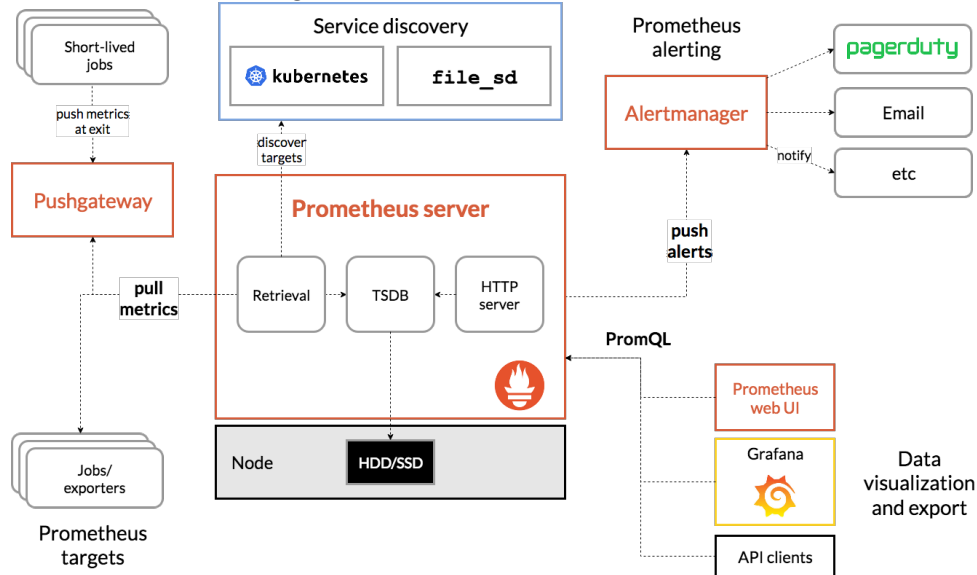 Short-lived
jobs
push metrics
at exit
Pushgateway
pull
metrics
Jobs/
exporters
Prometheus
targets
Service discovery
kubernetes
file_sd
discover
targets
Prometheus server
Retrieval
TSDB
HTTP
server
Node
HDD/SSD
Prometheus
alerting
Alertmanager
pagerduty
Email
notify
etc
push
alerts
PromQL
Prometheus
web UI
Grafana
API clients
Data
visualization
and export